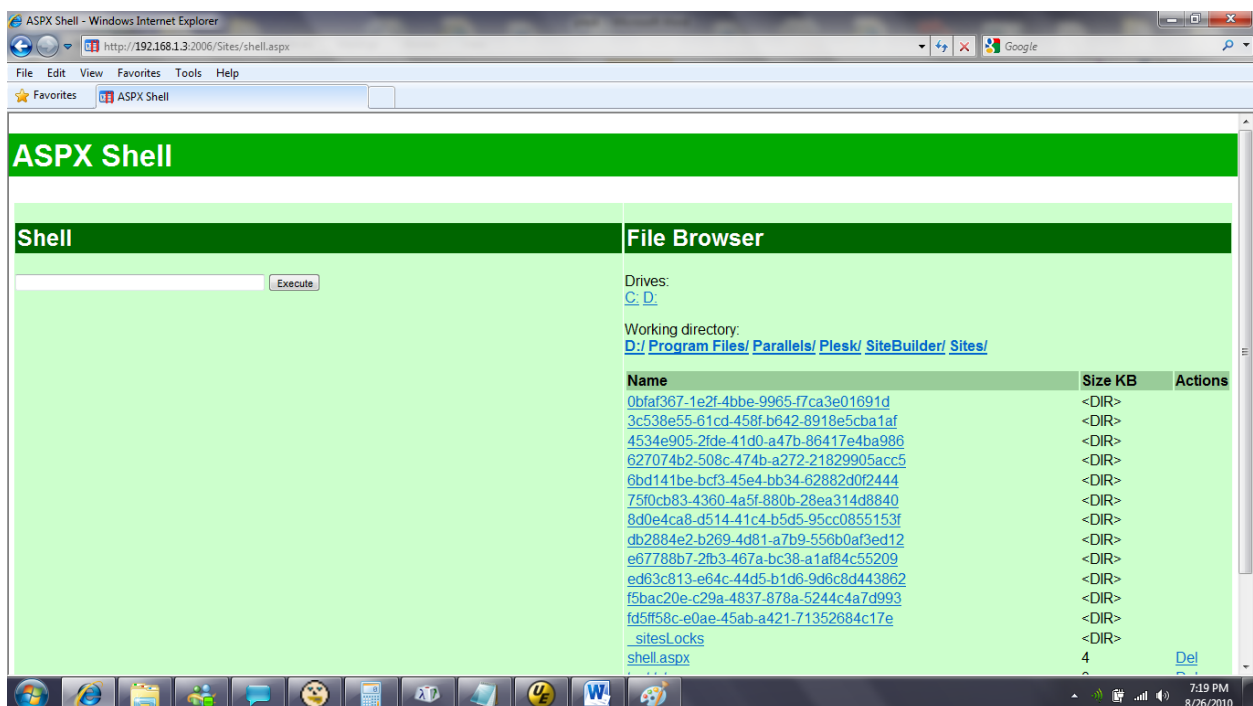 ASPX Shell - Windows Internet Explorer
http://192.168.1.3:2006/Sites/shell.aspx
Google
File Edit View Favorites Tools Help
Favorites
ASPX Shell
ASPX Shell
Shell
Execute
File Browser
Drives:
C: D:
Working directory:
D:/ Program Files/ Parallels/ Plesk/ SiteBuilder/ Sites/
Name Size KB Actions
0bfaf367-1e2f-4bbe-9965-f7ca3e01691d <DIR>
3c538e55-61cd-458f-b642-8918e5cba1af <DIR>
4534e905-2fde-41d0-a47b-86417e4ba986 <DIR>
627074b2-508c-474b-a272-21829905acc5 <DIR>
6bd141be-bcf3-45e4-bb34-62882d0f2444 <DIR>
75f0cb83-4360-4a5f-880b-28ea314d8840 <DIR>
8d0e4ca8-d514-41c4-b5d5-95cc0855153f <DIR>
db2884e2-b269-4d81-a7b9-556b0af3ed12 <DIR>
e67788b7-2fb3-467a-bc38-a1af84c55209 <DIR>
ed63c813-e64c-44d5-b1d6-9d6c8d443862 <DIR>
f5bac20e-c29a-4837-878a-5244c4a7d993 <DIR>
fd5ff58c-e0ae-45ab-a421-71352684c17e <DIR>
_sitesLocks <DIR>
shell.aspx 4 Del
7:19 PM
8/26/2010